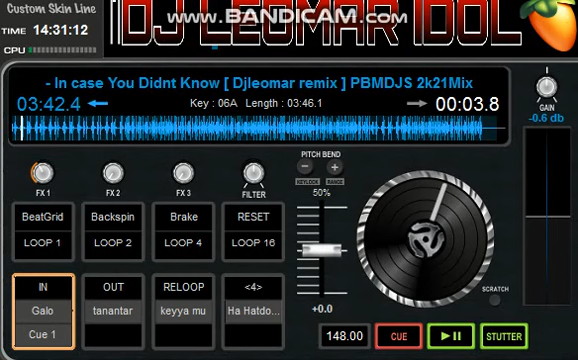 Custom Skin Line
www.BANDICAM.com
DJ LEOMAR IDOL
TIME 14:31:12
CPU
- In case You Didnt Know [ Djleomar remix ] PBMDJS 2k21Mix
03:42.4 Key : 06A Length : 03:46.1 00:03.8
GAIN
-0.6 db
FX 1 FX 2 FX 3 FILTER
PITCH BEND
50%
BeatGrid Backspin Brake RESET
LOOP 1 LOOP 2 LOOP 4 LOOP 16
IN OUT RELOOP <4>
Galo tanantar keyya mu Ha Hatdo...
Cue 1
+0.0
SCRATCH
148.00 CUE STUTTER